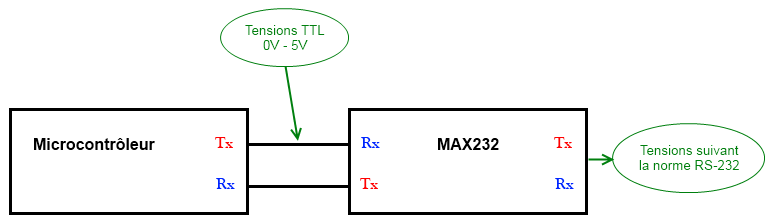 Tensions TTL
0V - 5V
Microcontrôleur
Tx
Rx
MAX232
Tx
Rx
Tx
Rx
Tensions suivant
la norme RS-232